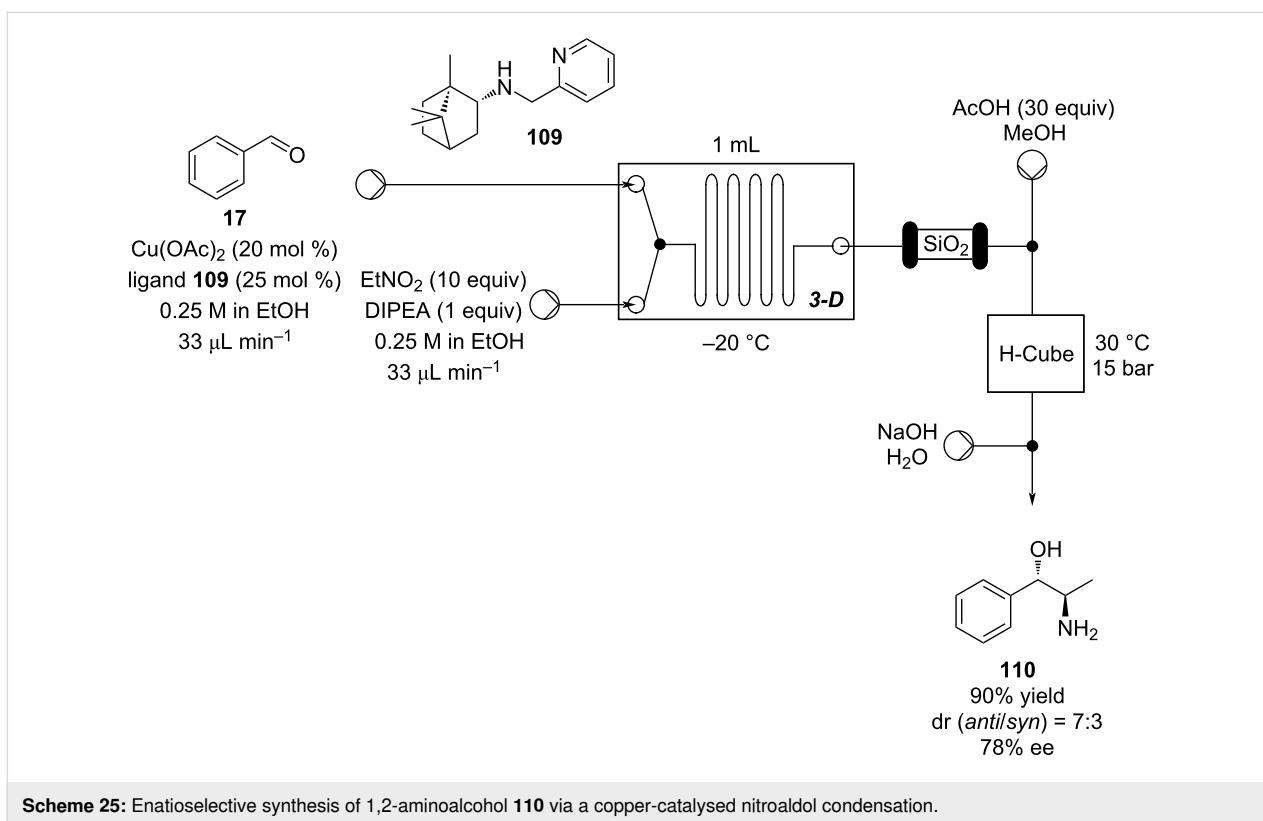 H
N
N
109
O
17
Cu(OAc)2 (20 mol %)
ligand 109 (25 mol %)
0.25 M in EtOH
33 μL min–1
EtNO2 (10 equiv)
DIPEA (1 equiv)
0.25 M in EtOH
33 μL min–1
1 mL
3-D
–20 °C
SiO2
AcOH (30 equiv)
MeOH
H-Cube
30 °C
15 bar
NaOH
H2O
OH
NH2
110
90% yield
dr (anti/syn) = 7:3
78% ee
Scheme 25: Enatioselective synthesis of 1,2-aminoalcohol 110 via a copper-catalysed nitroaldol condensation.